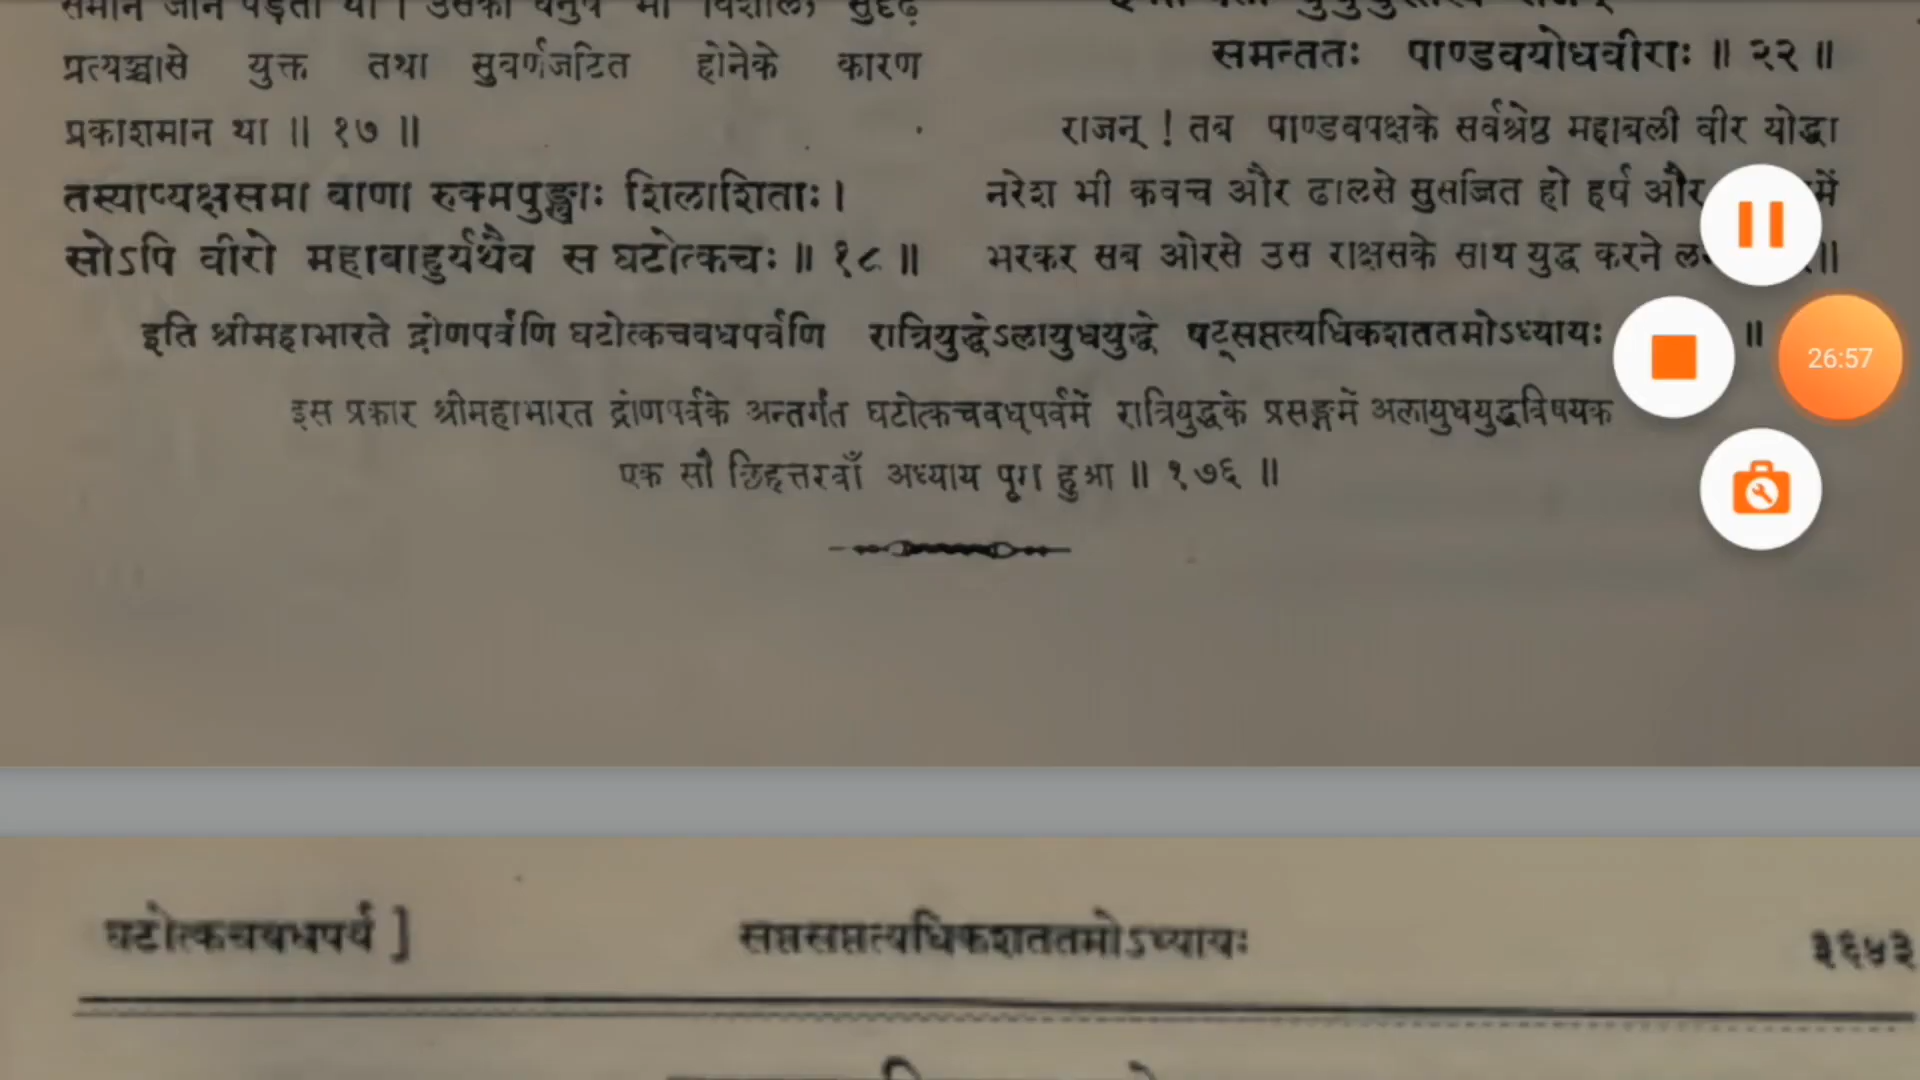 समान जान पड़ता था । उसका धनुष भी विशाल, सुदृढ़
प्रत्यञ्चासे युक्त तथा सुवर्णजटित होनेके कारण
प्रकाशमान था ॥ १७ ॥
तस्याप्यक्षसमा बाणा रुक्मपुङ्खाः शिलाशिताः ।
सोऽपि वीरो महाबाहुर्यथैव स घटोत्कचः ॥ १८ ॥
समन्ततः पाण्डवयोधवीराः ॥ २२ ॥
राजन् ! तब पाण्डवपक्षके सर्वश्रेष्ठ महाबली वीर योद्धा
नरेश भी कवच और ढालसे सुसज्जित हो हर्ष और में
भरकर सब ओरसे उस राक्षसके साथ युद्ध करने ॥
इति श्रीमहाभारते द्रोणपर्वणि घटोत्कचवधपर्वणि रात्रियुद्धेऽलायुधयुद्धे षट्सप्तत्यधिकशततमोऽध्यायः ॥
इस प्रकार श्रीमहाभारत द्रोणपर्वके अन्तर्गत घटोत्कचवधपर्वमें रात्रियुद्धके प्रसङ्गमें अलायुधयुद्धविषयक
एक सौ छिहत्तरवाँ अध्याय पूरा हुआ ॥ १७६ ॥
26:57
घटोत्कचवधपर्व ] सप्तसप्तत्यधिकशततमोऽध्यायः ३६५३